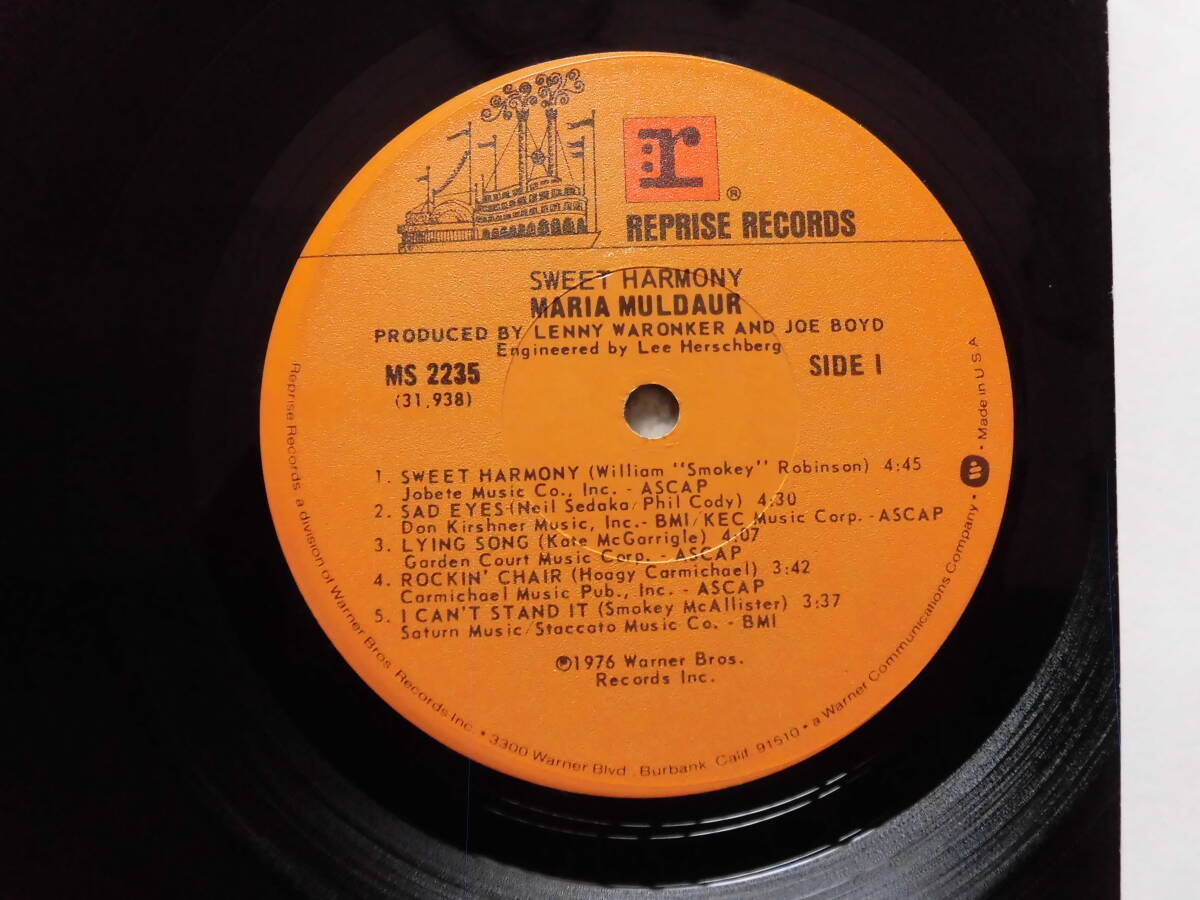 r
®
REPRISE RECORDS
SWEET HARMONY
MARIA MULDAUR
PRODUCED BY LENNY WARONKER AND JOE BOYD
Engineered by Lee Herschberg
MS 2235
SIDE 1
(31,938)
1. SWEET HARMONY (William "Smokey" Robinson) 4:45
Jobete Music Co., Inc. - ASCAP
2. SAD EYES (Neil Sedaka/Phil Cody) 4:30
Don Kirshner Music, Inc.- BMI/KEC Music Corp. - ASCAP
3. LYING SONG (Kate McGarrigle) 4:07
Garden Court Music Corp. - ASCAP
4. ROCKIN' CHAIR (Hoagy Carmichael) 3:42
Carmichael Music Pub., Inc. - ASCAP
5. I CAN'T STAND IT (Smokey McAllister) 3:37
Saturn Music/Staccato Music Co. - BMI
℗1976 Warner Bros.
Records Inc.
Reprise Records, a division of Warner Bros. Records Inc. • 3300 Warner Blvd., Burbank, Calif. 91510 • a Warner Communications Company • W • Made in U.S.A.